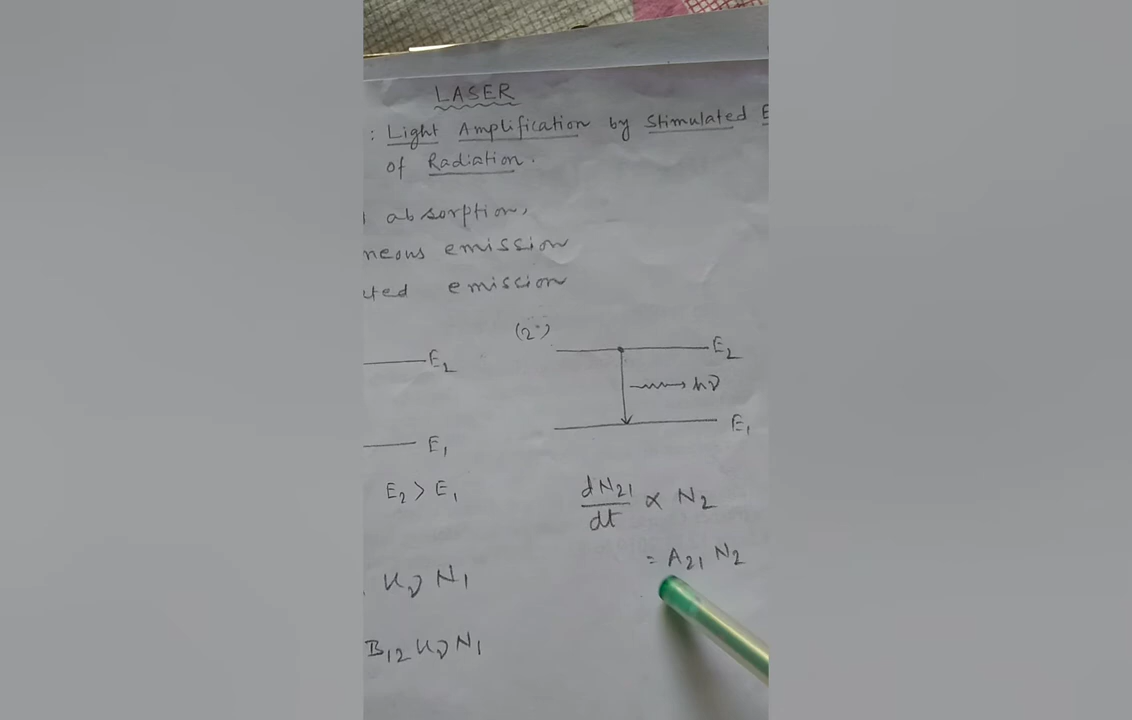 LASER
: Light Amplification by Stimulated E
of Radiation.
absorption,
neous emission
ated emission
E₂
E₁
E₂ > E₁
u𝜈 N₁
B₁₂ u𝜈 N₁
(2)
E₂
h𝜈
E₁
dN₂₁/dt ∝ N₂
= A₂₁ N₂